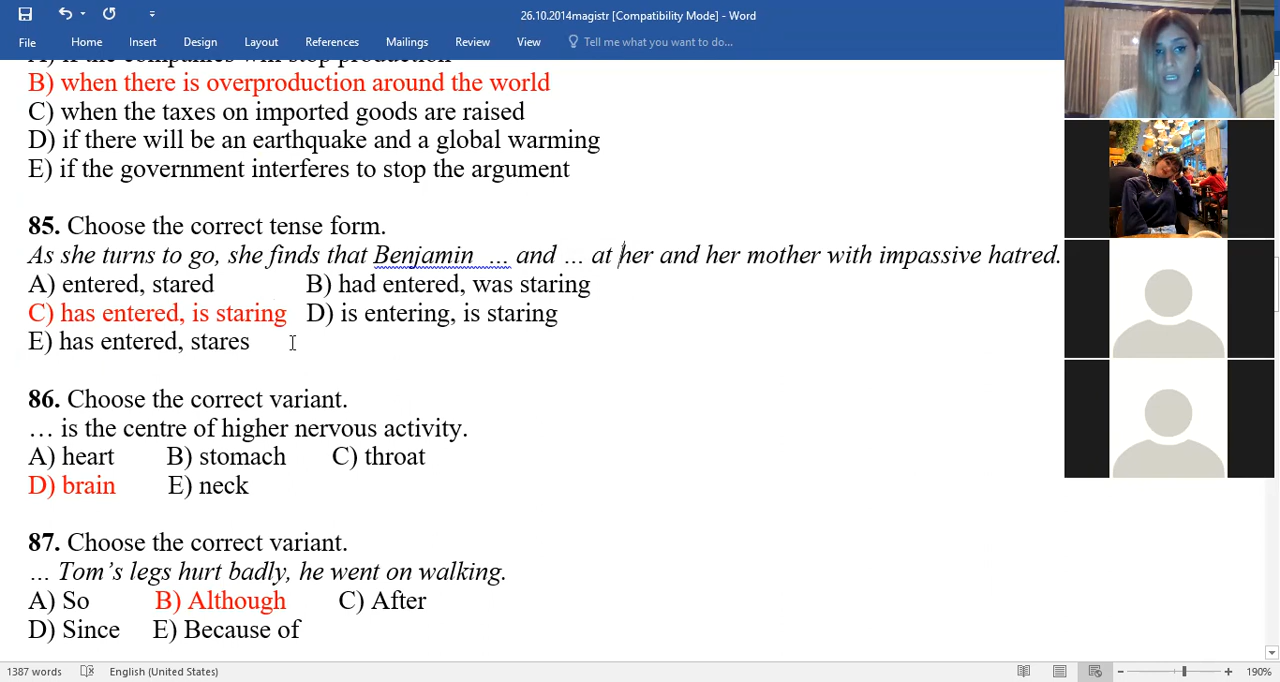 26.10.2014magistr [Compatibility Mode] - Word
File Home Insert Design Layout References Mailings Review View Tell me what you want to do...
A) if the companies will stop production
B) when there is overproduction around the world
C) when the taxes on imported goods are raised
D) if there will be an earthquake and a global warming
E) if the government interferes to stop the argument
85. Choose the correct tense form.
As she turns to go, she finds that Benjamin ... and ... at her and her mother with impassive hatred.
A) entered, stared B) had entered, was staring
C) has entered, is staring D) is entering, is staring
E) has entered, stares
86. Choose the correct variant.
… is the centre of higher nervous activity.
A) heart B) stomach C) throat
D) brain E) neck
87. Choose the correct variant.
... Tom’s legs hurt badly, he went on walking.
A) So B) Although C) After
D) Since E) Because of
1387 words English (United States) 190%